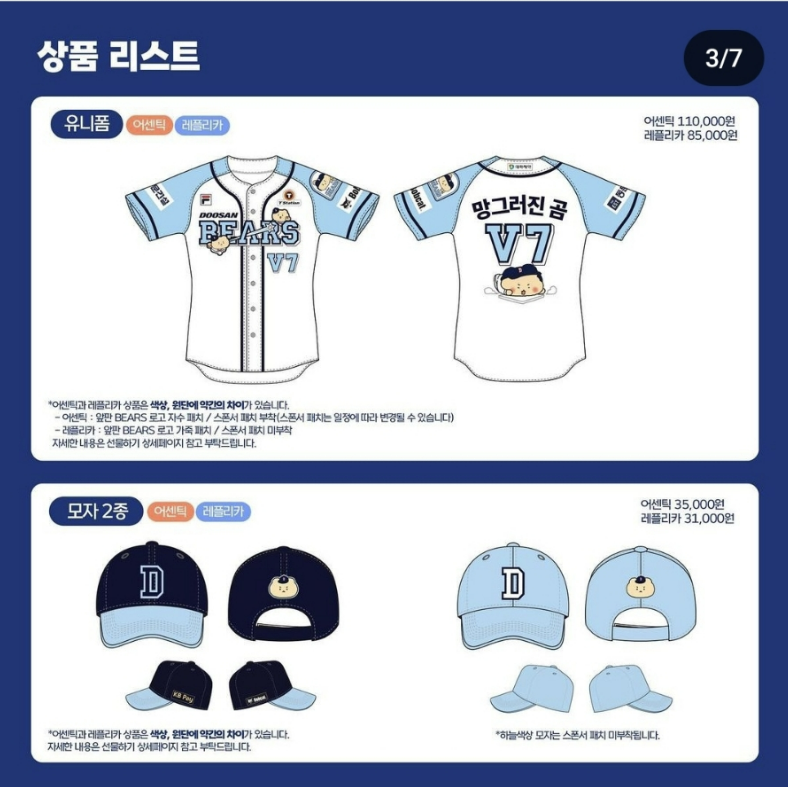 상품 리스트
3/7
유니폼 어센틱 레플리카
어센틱 110,000원
레플리카 85,000원
FILA
T Station
Bobcat
DOOSAN
BEARS
V7
Bobcat
망그러진 곰
V7
*어센틱과 레플리카 상품은 색상, 원단에 약간의 차이가 있습니다.
- 어센틱 : 앞판 BEARS 로고 자수 패치 / 스폰서 패치 부착(스폰서 패치는 일정에 따라 변경될 수 있습니다)
- 레플리카 : 앞판 BEARS 로고 가죽 패치 / 스폰서 패치 미부착
자세한 내용은 선물하기 상세페이지 참고 부탁드립니다.
모자 2종 어센틱 레플리카
어센틱 35,000원
레플리카 31,000원
D
D
KB Pay
*어센틱과 레플리카 상품은 색상, 원단에 약간의 차이가 있습니다.
자세한 내용은 선물하기 상세페이지 참고 부탁드립니다.
*하늘색상 모자는 스폰서 패치 미부착됩니다.